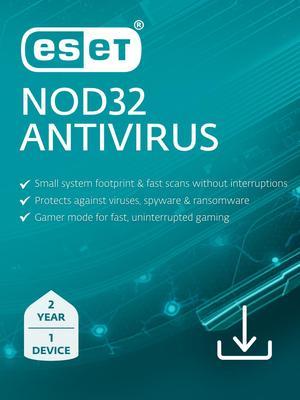 eseT®
NOD32
ANTIVIRUS
Small system footprint & fast scans without interruptions
Protects against viruses, spyware & ransomware
Gamer mode for fast, uninterrupted gaming
2
YEAR
1
DEVICE